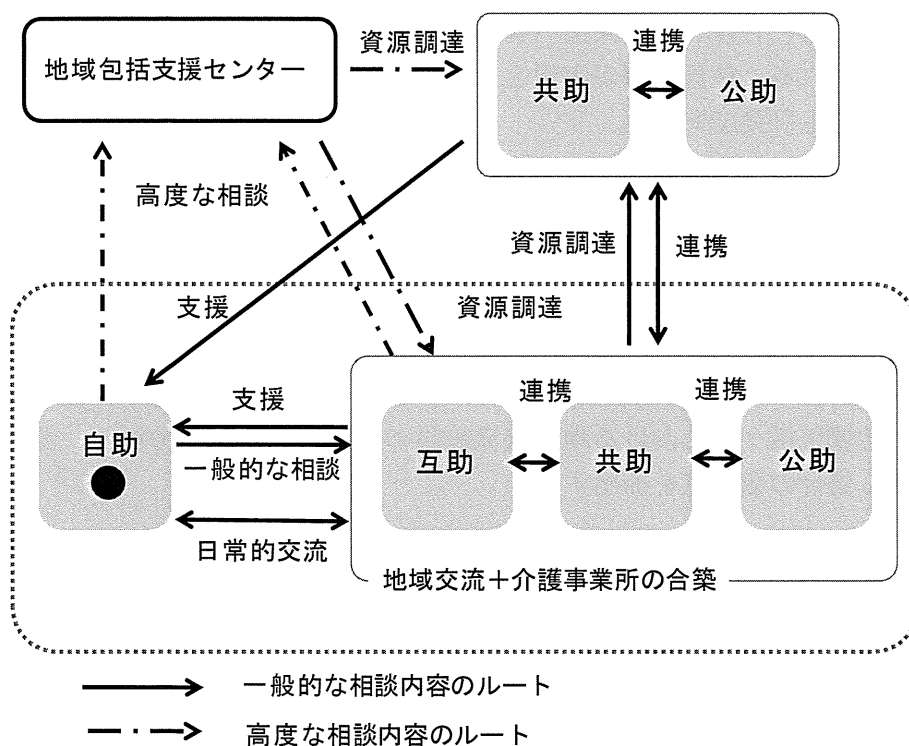 地域包括支援センター
資源調達
連携
共助
公助
高度な相談
資源調達
連携
支援
資源調達
支援
連携
連携
自助
一般的な相談
互助
共助
公助
日常的交流
地域交流＋介護事業所の合築
一般的な相談内容のルート
高度な相談内容のルート